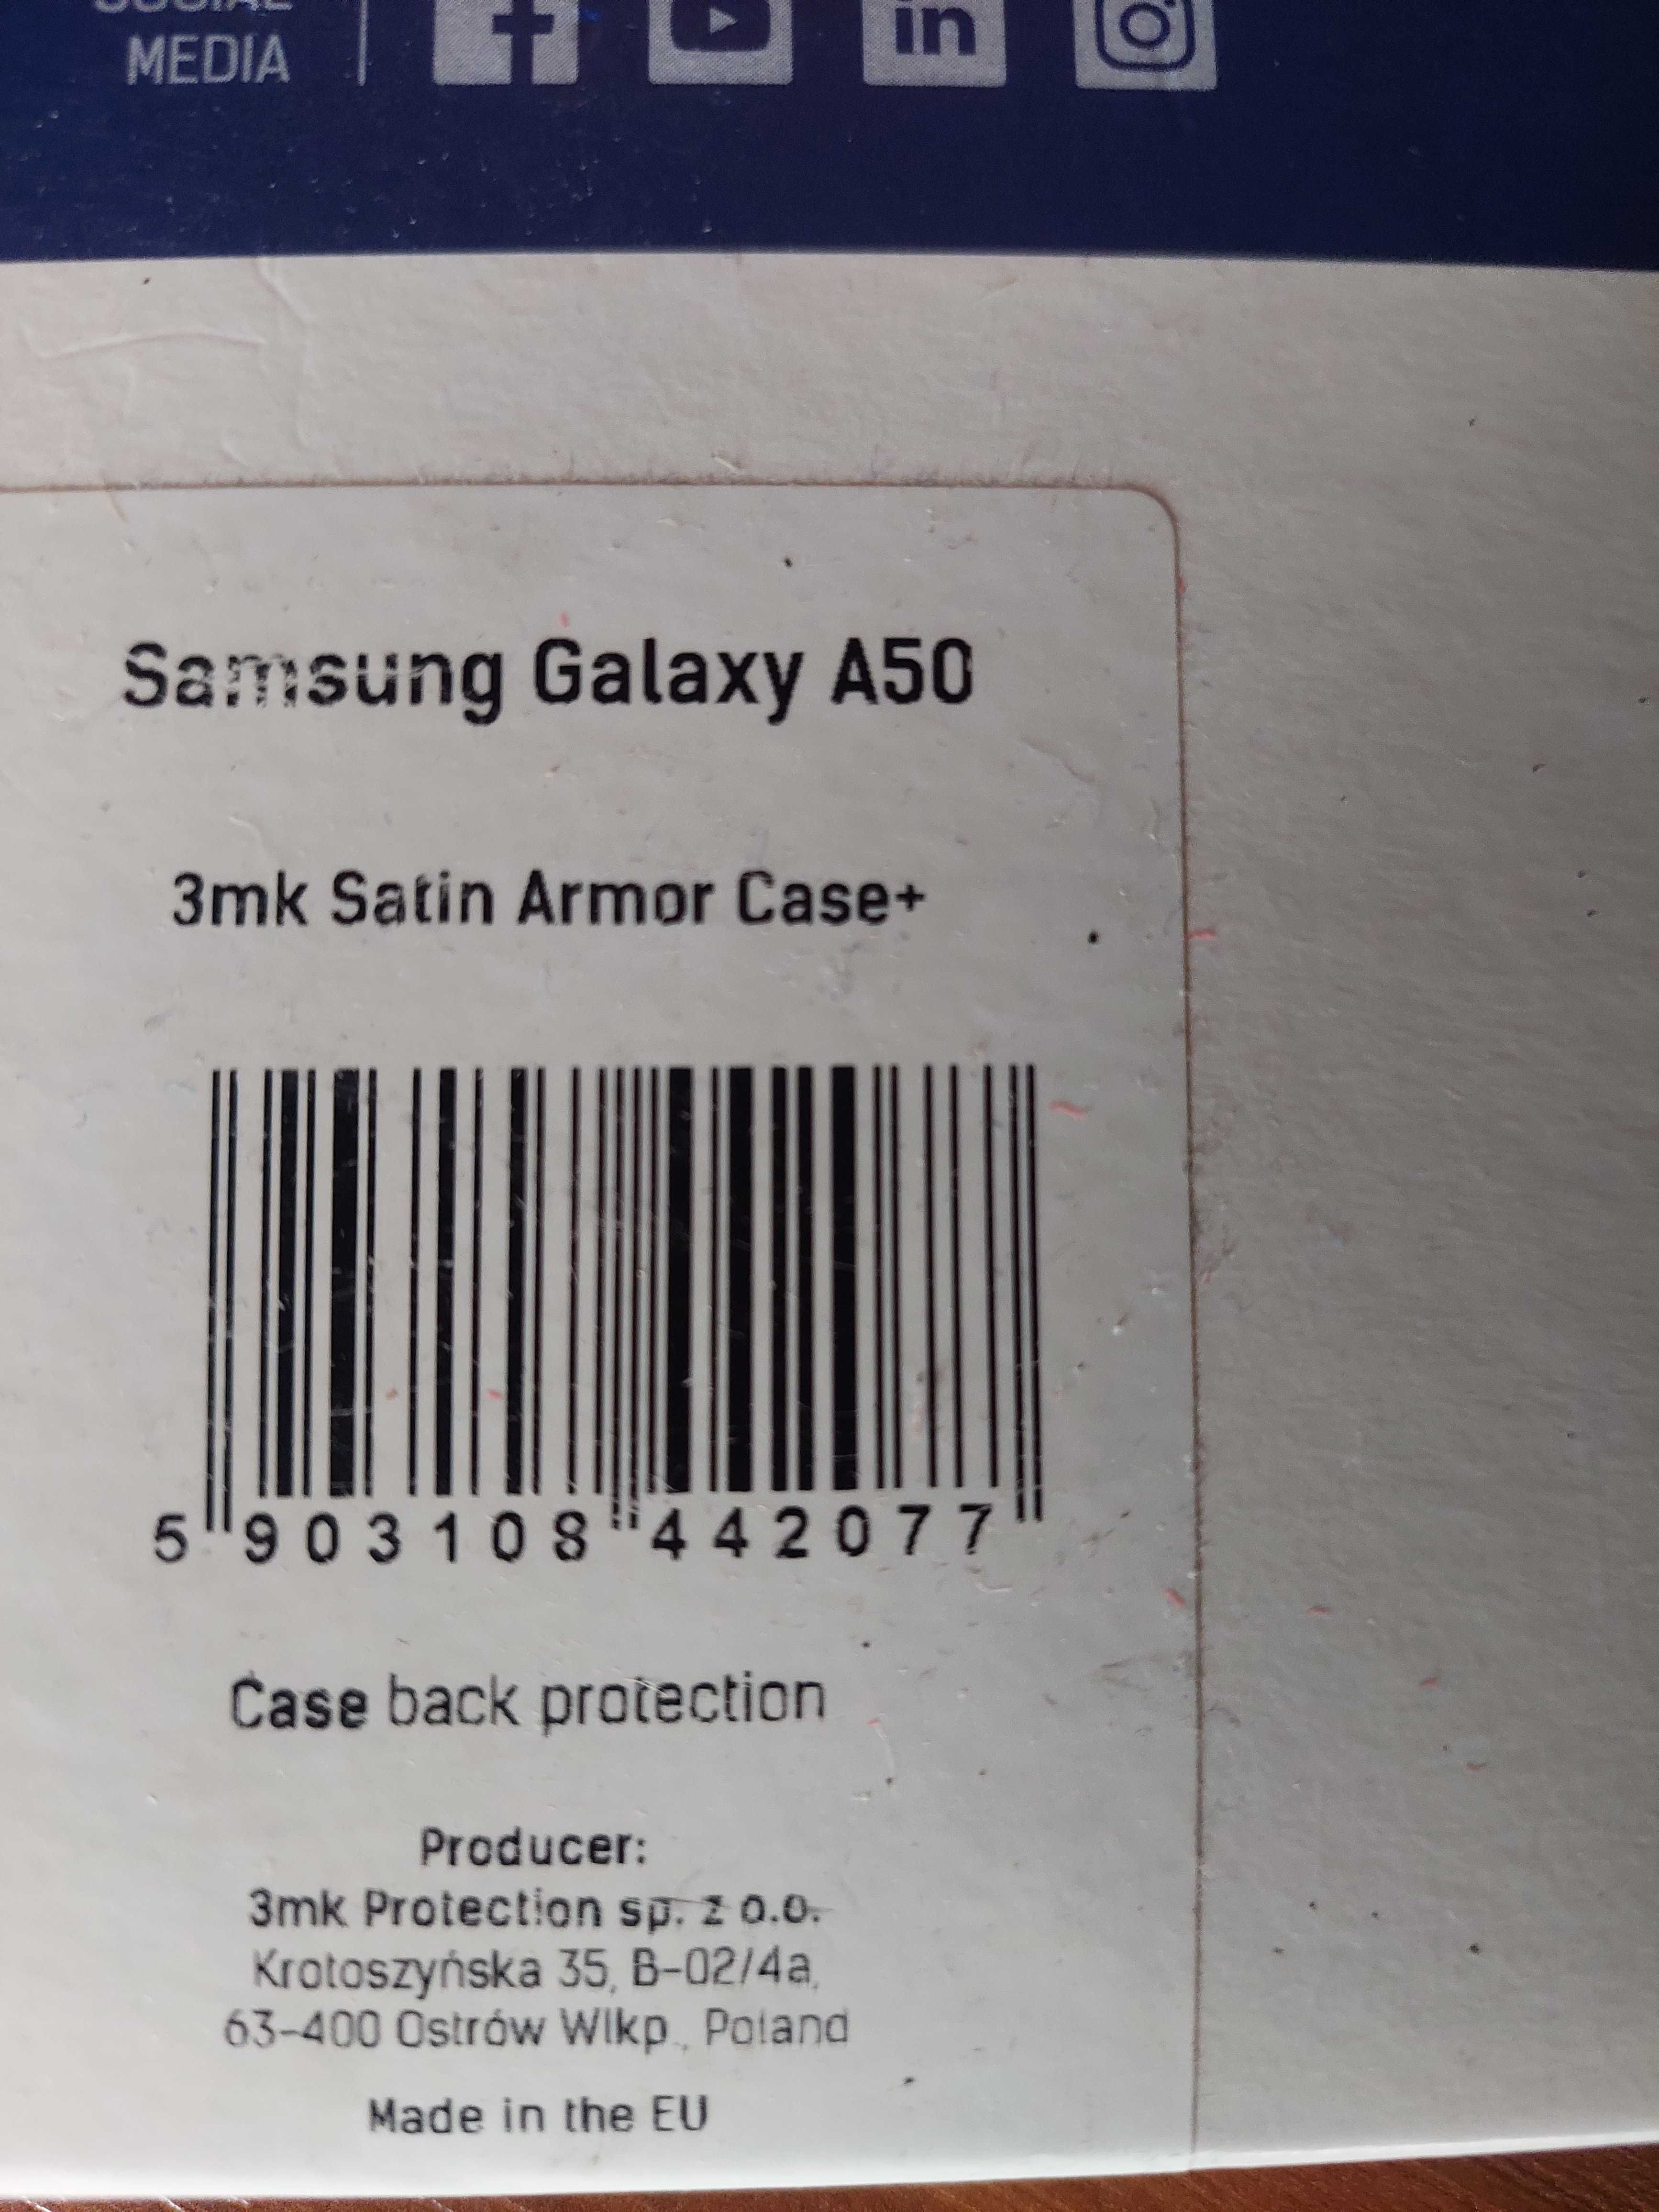 SOCIAL
MEDIA
Samsung Galaxy A50
3mk Satin Armor Case+
5 903108 442077
Case back protection
Producer:
3mk Protection sp. z o.o.
Krotoszyńska 35, B-02/4a,
63-400 Ostrów Wlkp., Poland
Made in the EU